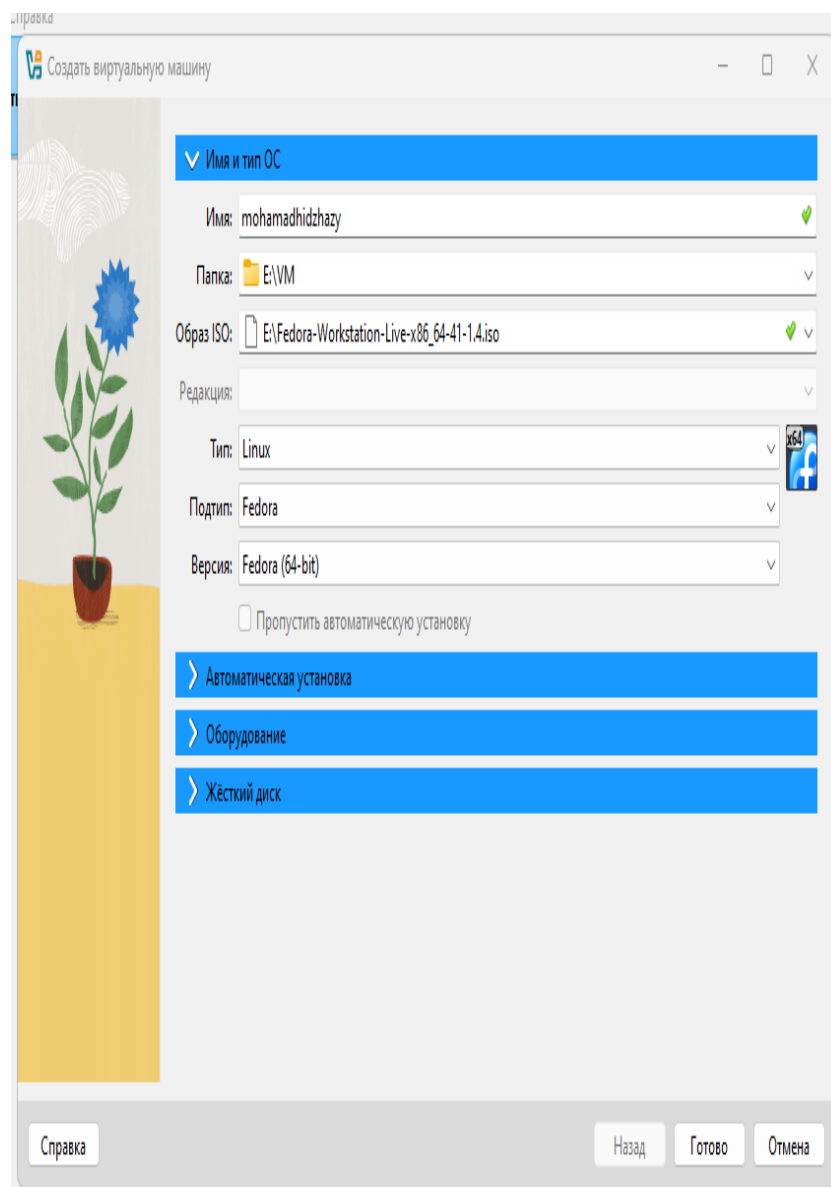 Справка
Создать виртуальную машину
Имя и тип ОС
Имя: mohamadhidzhazy
Папка: E:\VM
Образ ISO: E:\Fedora-Workstation-Live-x86_64-41-1.4.iso
Редакция:
Тип: Linux
x64
Подтип: Fedora
Версия: Fedora (64-bit)
Пропустить автоматическую установку
Автоматическая установка
Оборудование
Жёсткий диск
Справка Назад Готово Отмена